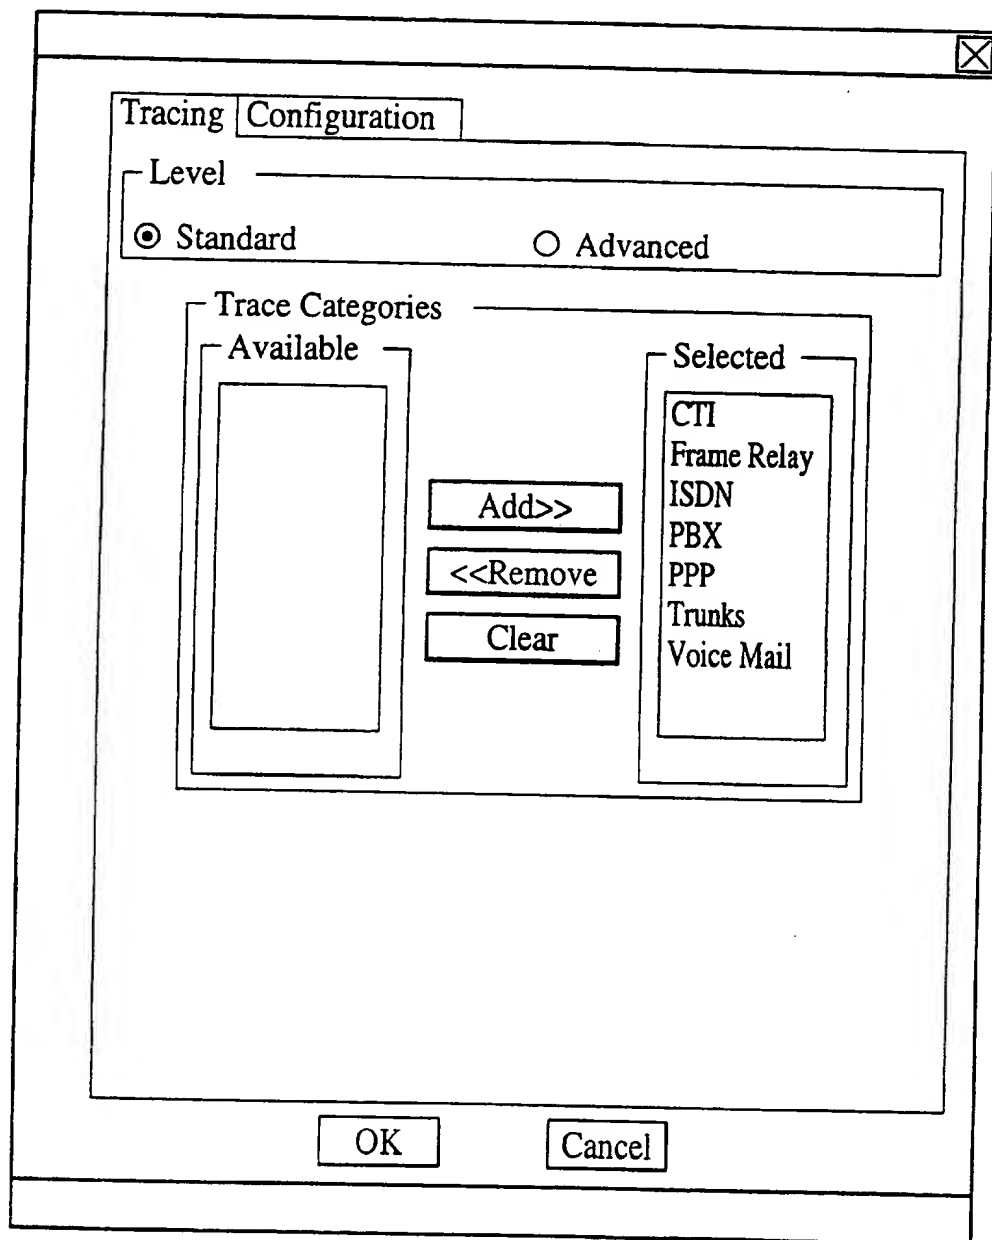 Tracing Configuration
Level
Standard Advanced
Trace Categories
Available Selected
CTI
Frame Relay
ISDN
PBX
PPP
Trunks
Voice Mail
Add>>
<<Remove
Clear
OK Cancel